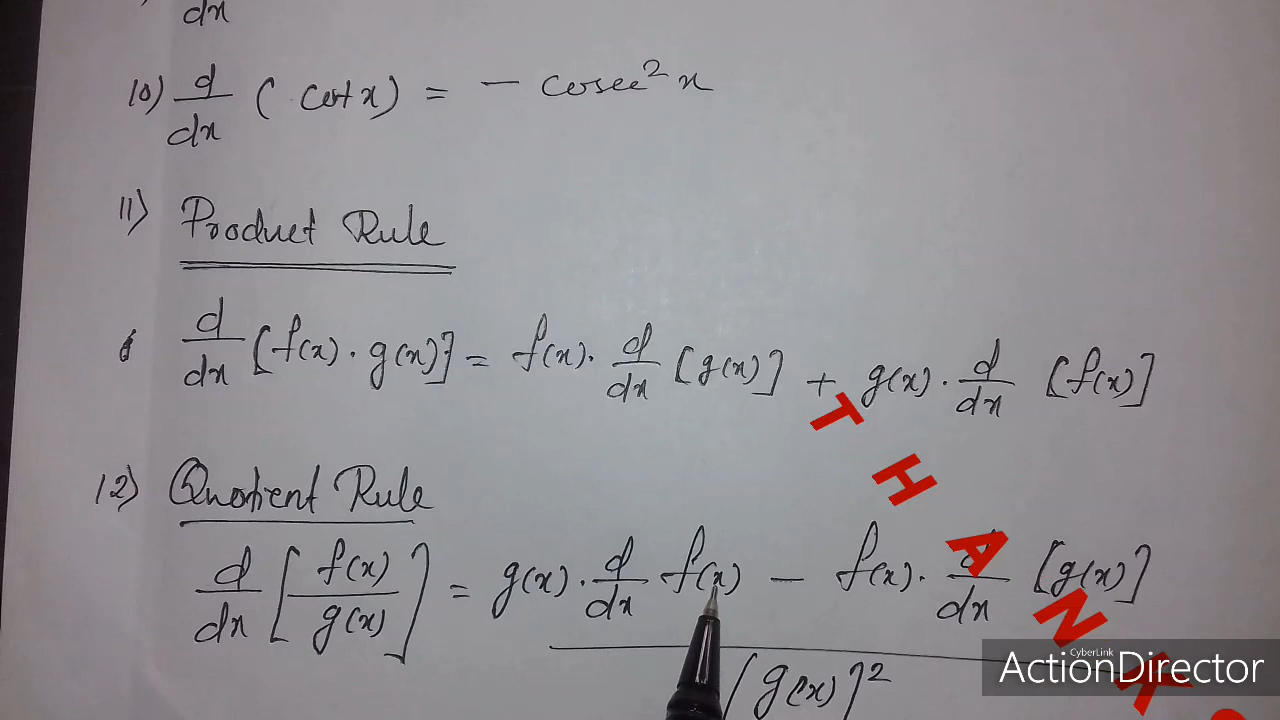 dx
10) d/dx ( cot x) = - cosec² x
11) Product Rule
d/dx [f(x) · g(x)] = f(x) · d/dx [g(x)] + g(x) · d/dx [f(x)]
12) Quotient Rule
d/dx [f(x)/g(x)] = g(x) · d/dx f(x) - f(x) · d/dx [g(x)]
[g(x)]²
THANK
CyberLink
ActionDirector